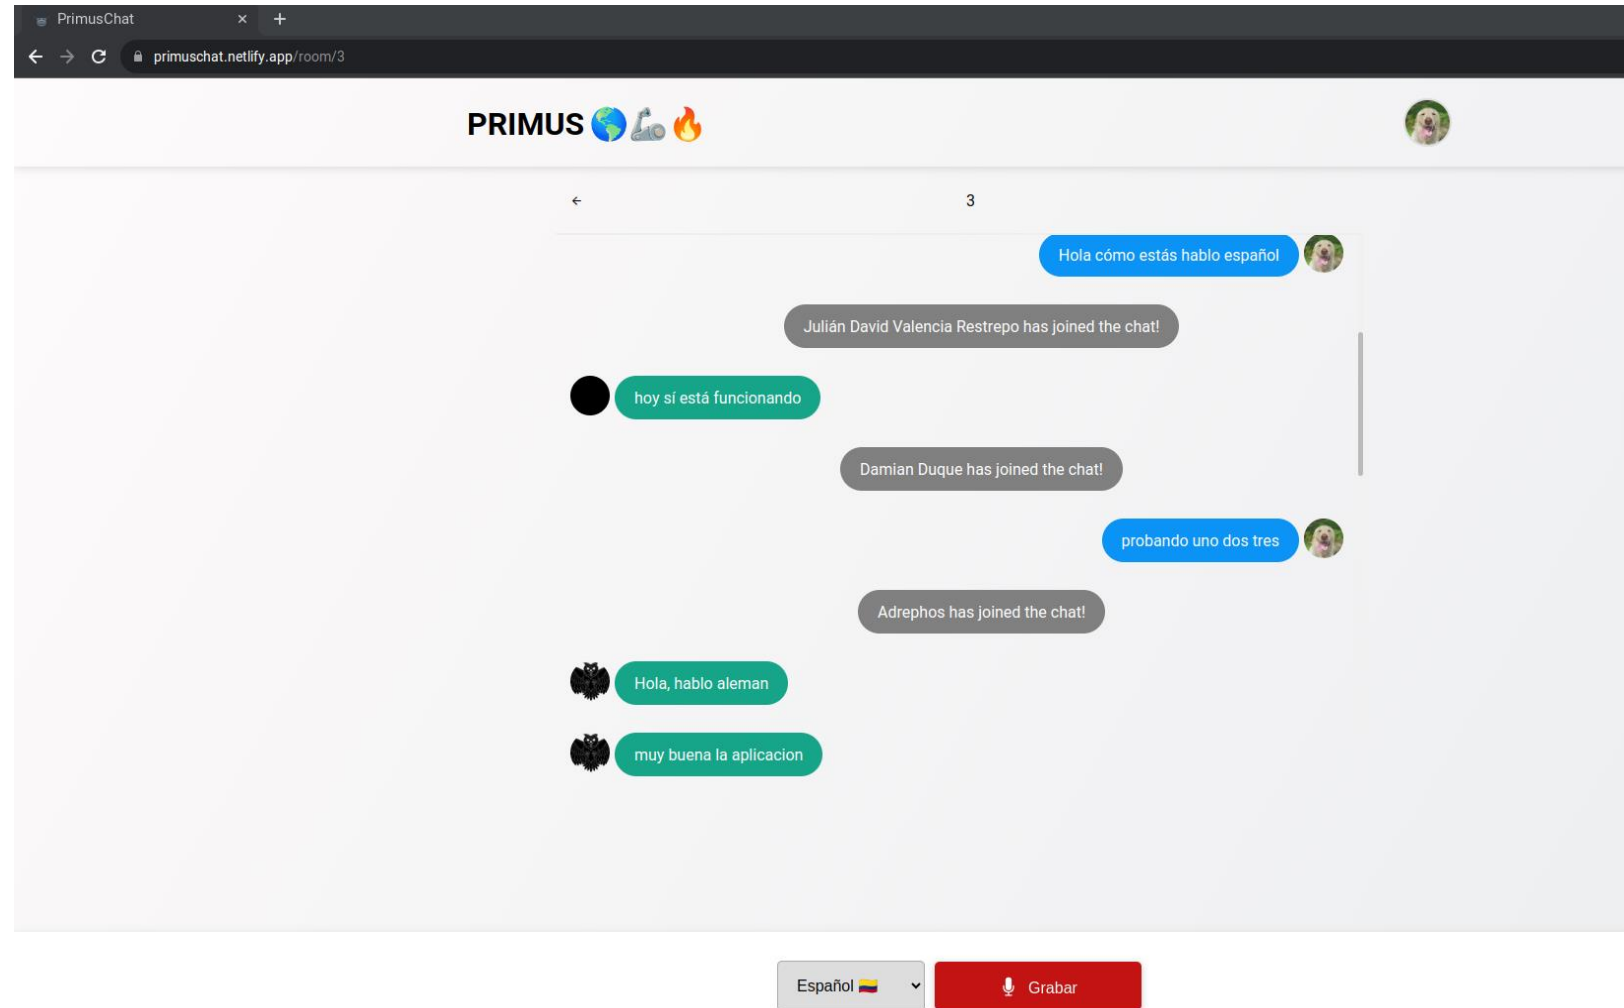 PrimusChat
primuschat.netlify.app/room/3
PRIMUS
3
Hola cómo estás hablo español
Julián David Valencia Restrepo has joined the chat!
hoy sí está funcionando
Damian Duque has joined the chat!
probando uno dos tres
Adrephos has joined the chat!
Hola, hablo aleman
muy buena la aplicacion
Español
Grabar